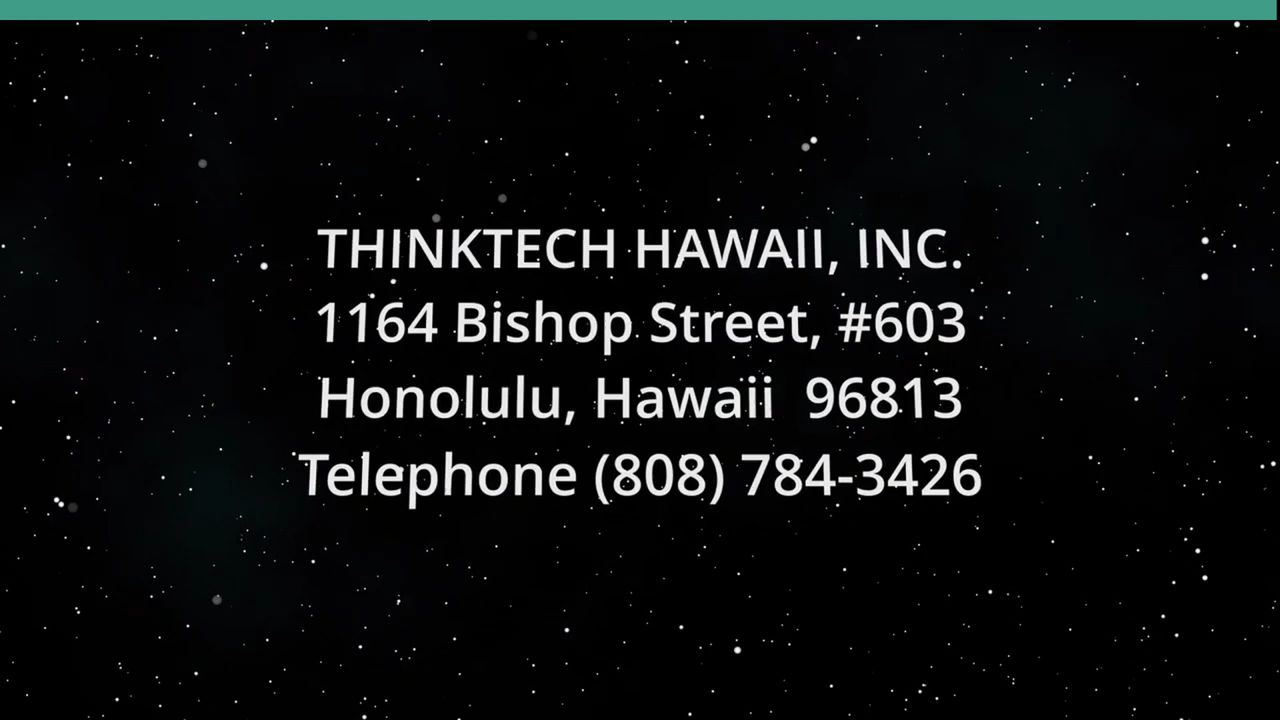 THINKTECH HAWAII, INC.
1164 Bishop Street, #603
Honolulu, Hawaii  96813
Telephone (808) 784-3426